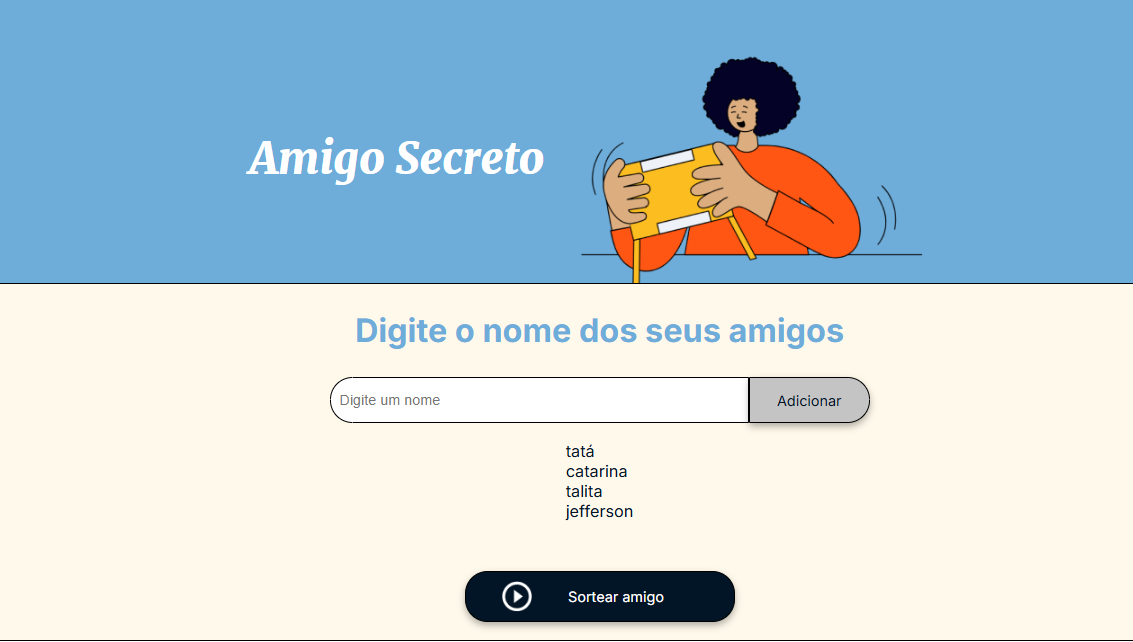 Amigo Secreto
Digite o nome dos seus amigos
Digite um nome
Adicionar
tatá
catarina
talita
jefferson
Sortear amigo